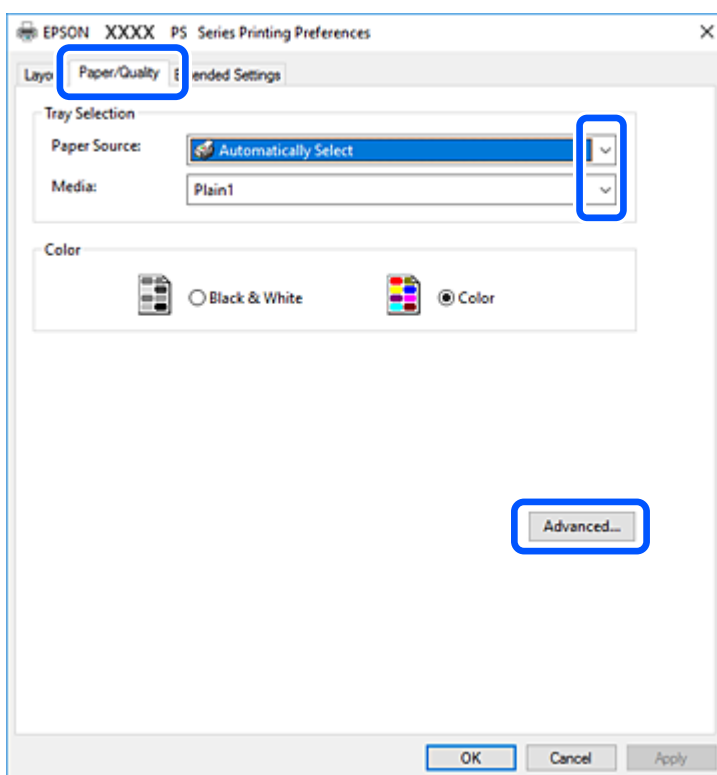 EPSON XXXX PS Series Printing Preferences
Paper/Quality
Tray Selection
Paper Source: Automatically Select
Media: Plain1
Color
Black & White Color
Advanced...
OK Cancel Apply